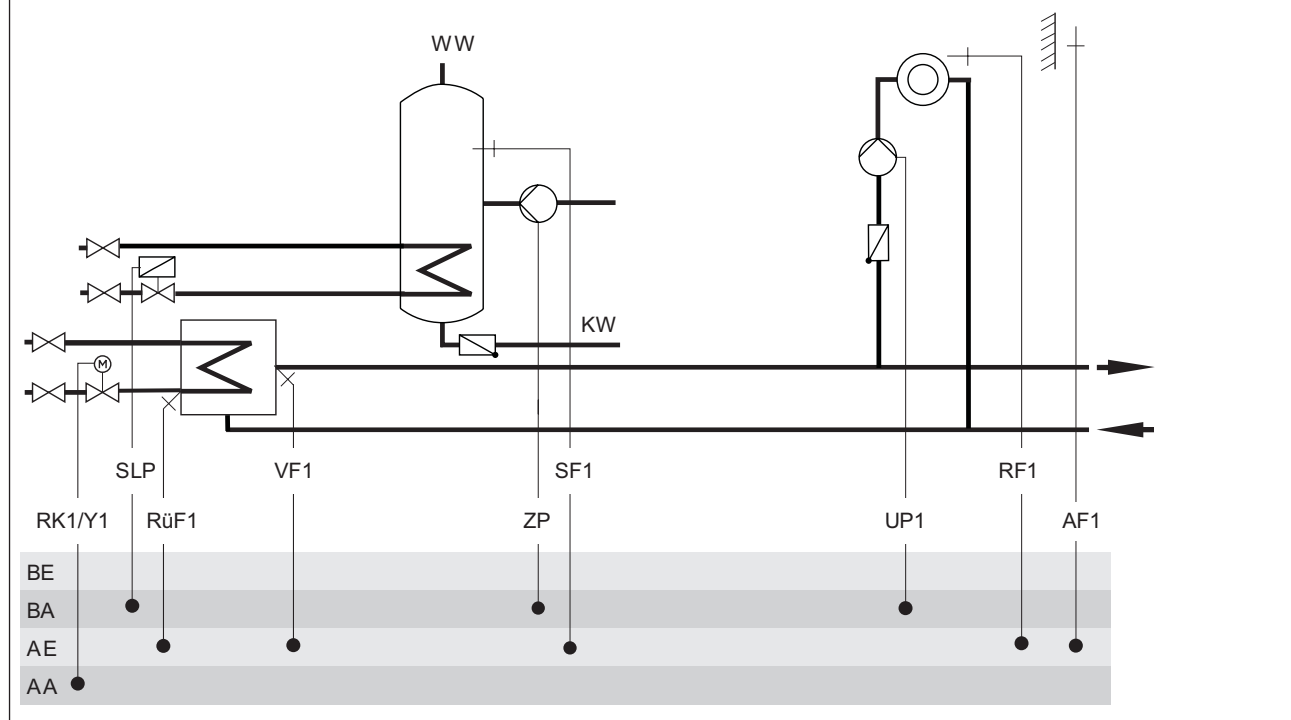 WW
KW
M
SLP VF1 SF1 RF1
RK1/Y1 RüF1 ZP UP1 AF1
BE
BA
AE
AA